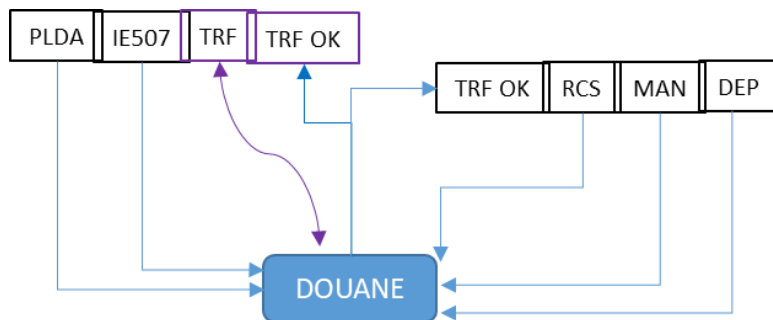 PLDA IE507 TRF TRF OK
TRF OK RCS MAN DEP
DOUANE